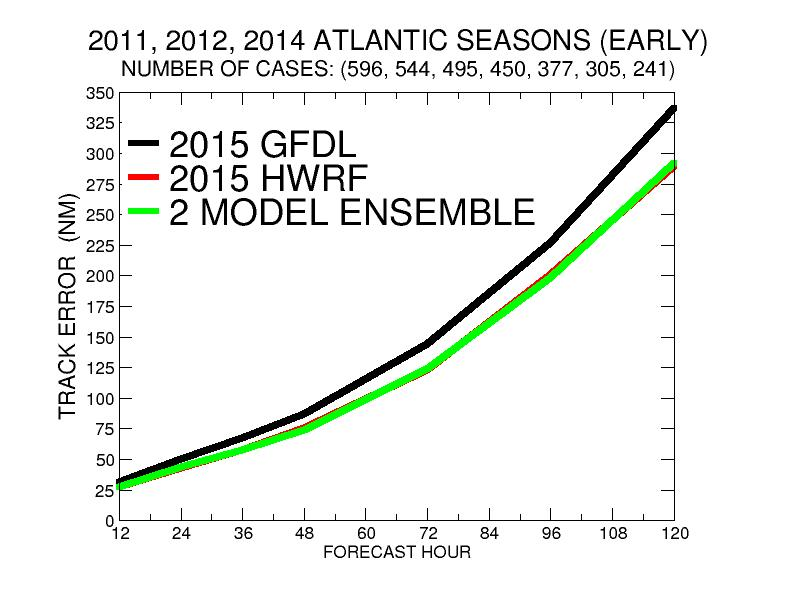 2011, 2012, 2014 ATLANTIC SEASONS (EARLY)
NUMBER OF CASES: (596, 544, 495, 450, 377, 305, 241)
350
325
300
275
250
225
200
175
150
125
100
75
50
25
0
TRACK ERROR (NM)
2015 GFDL
2015 HWRF
2 MODEL ENSEMBLE
12 24 36 48 60 72 84 96 108 120
FORECAST HOUR